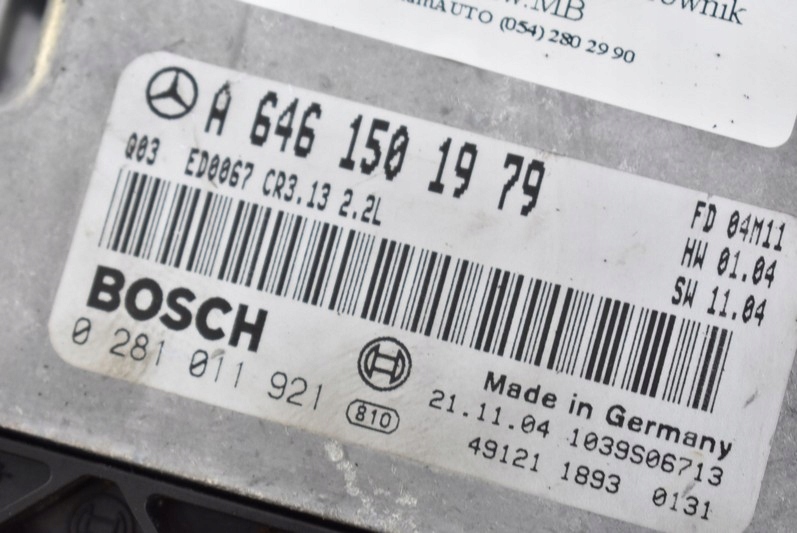 MB
AUTO (054) 280 29 90
A 646 150 19 79
Q03 ED0067 CR3.13 2.2L
FD 04M11
HW 01.04
SW 11.04
BOSCH
0 281 011 921
810
Made in Germany
21.11.04 1039S06713
49121 1893 0131